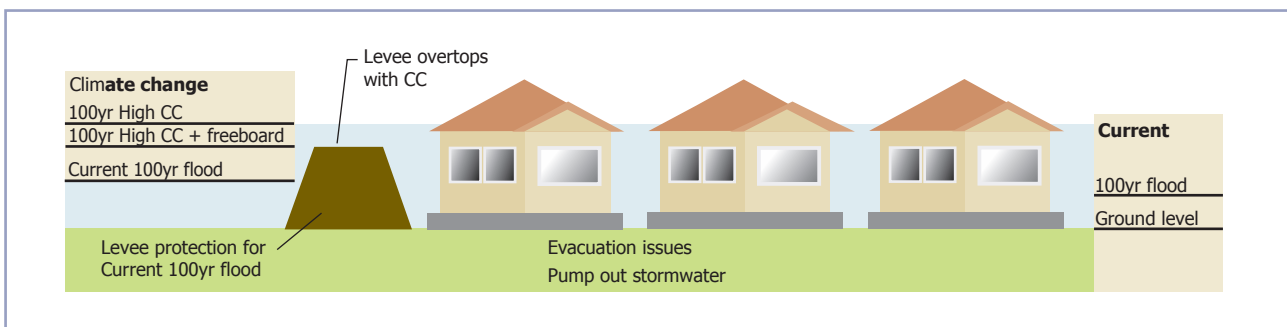 Levee overtops
with CC
Climate change
100yr High CC
100yr High CC + freeboard
Current 100yr flood
Current
100yr flood
Ground level
Levee protection for
Current 100yr flood
Evacuation issues
Pump out stormwater